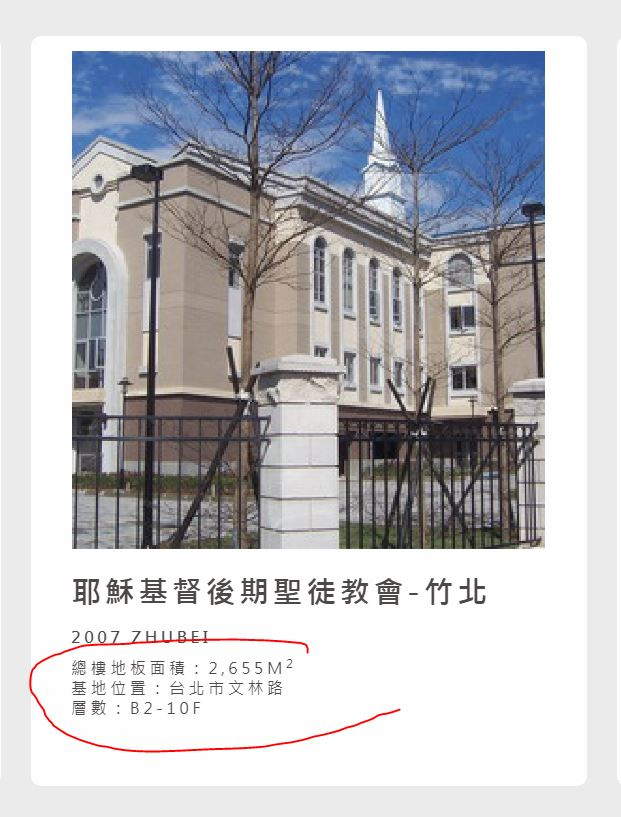 耶穌基督後期聖徒教會-竹北
2007 ZHUBEI
總樓地板面積：2,655M²
基地位置：台北市文林路
層數：B2-10F